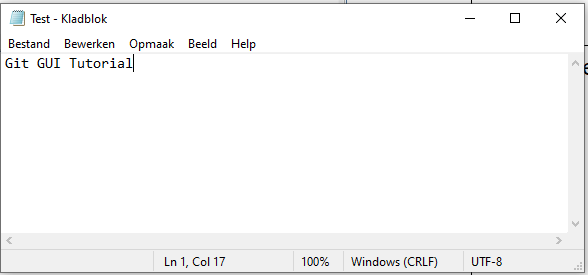 Test - Kladblok
Bestand Bewerken Opmaak Beeld Help
Git GUI Tutorial
Ln 1, Col 17 100% Windows (CRLF) UTF-8